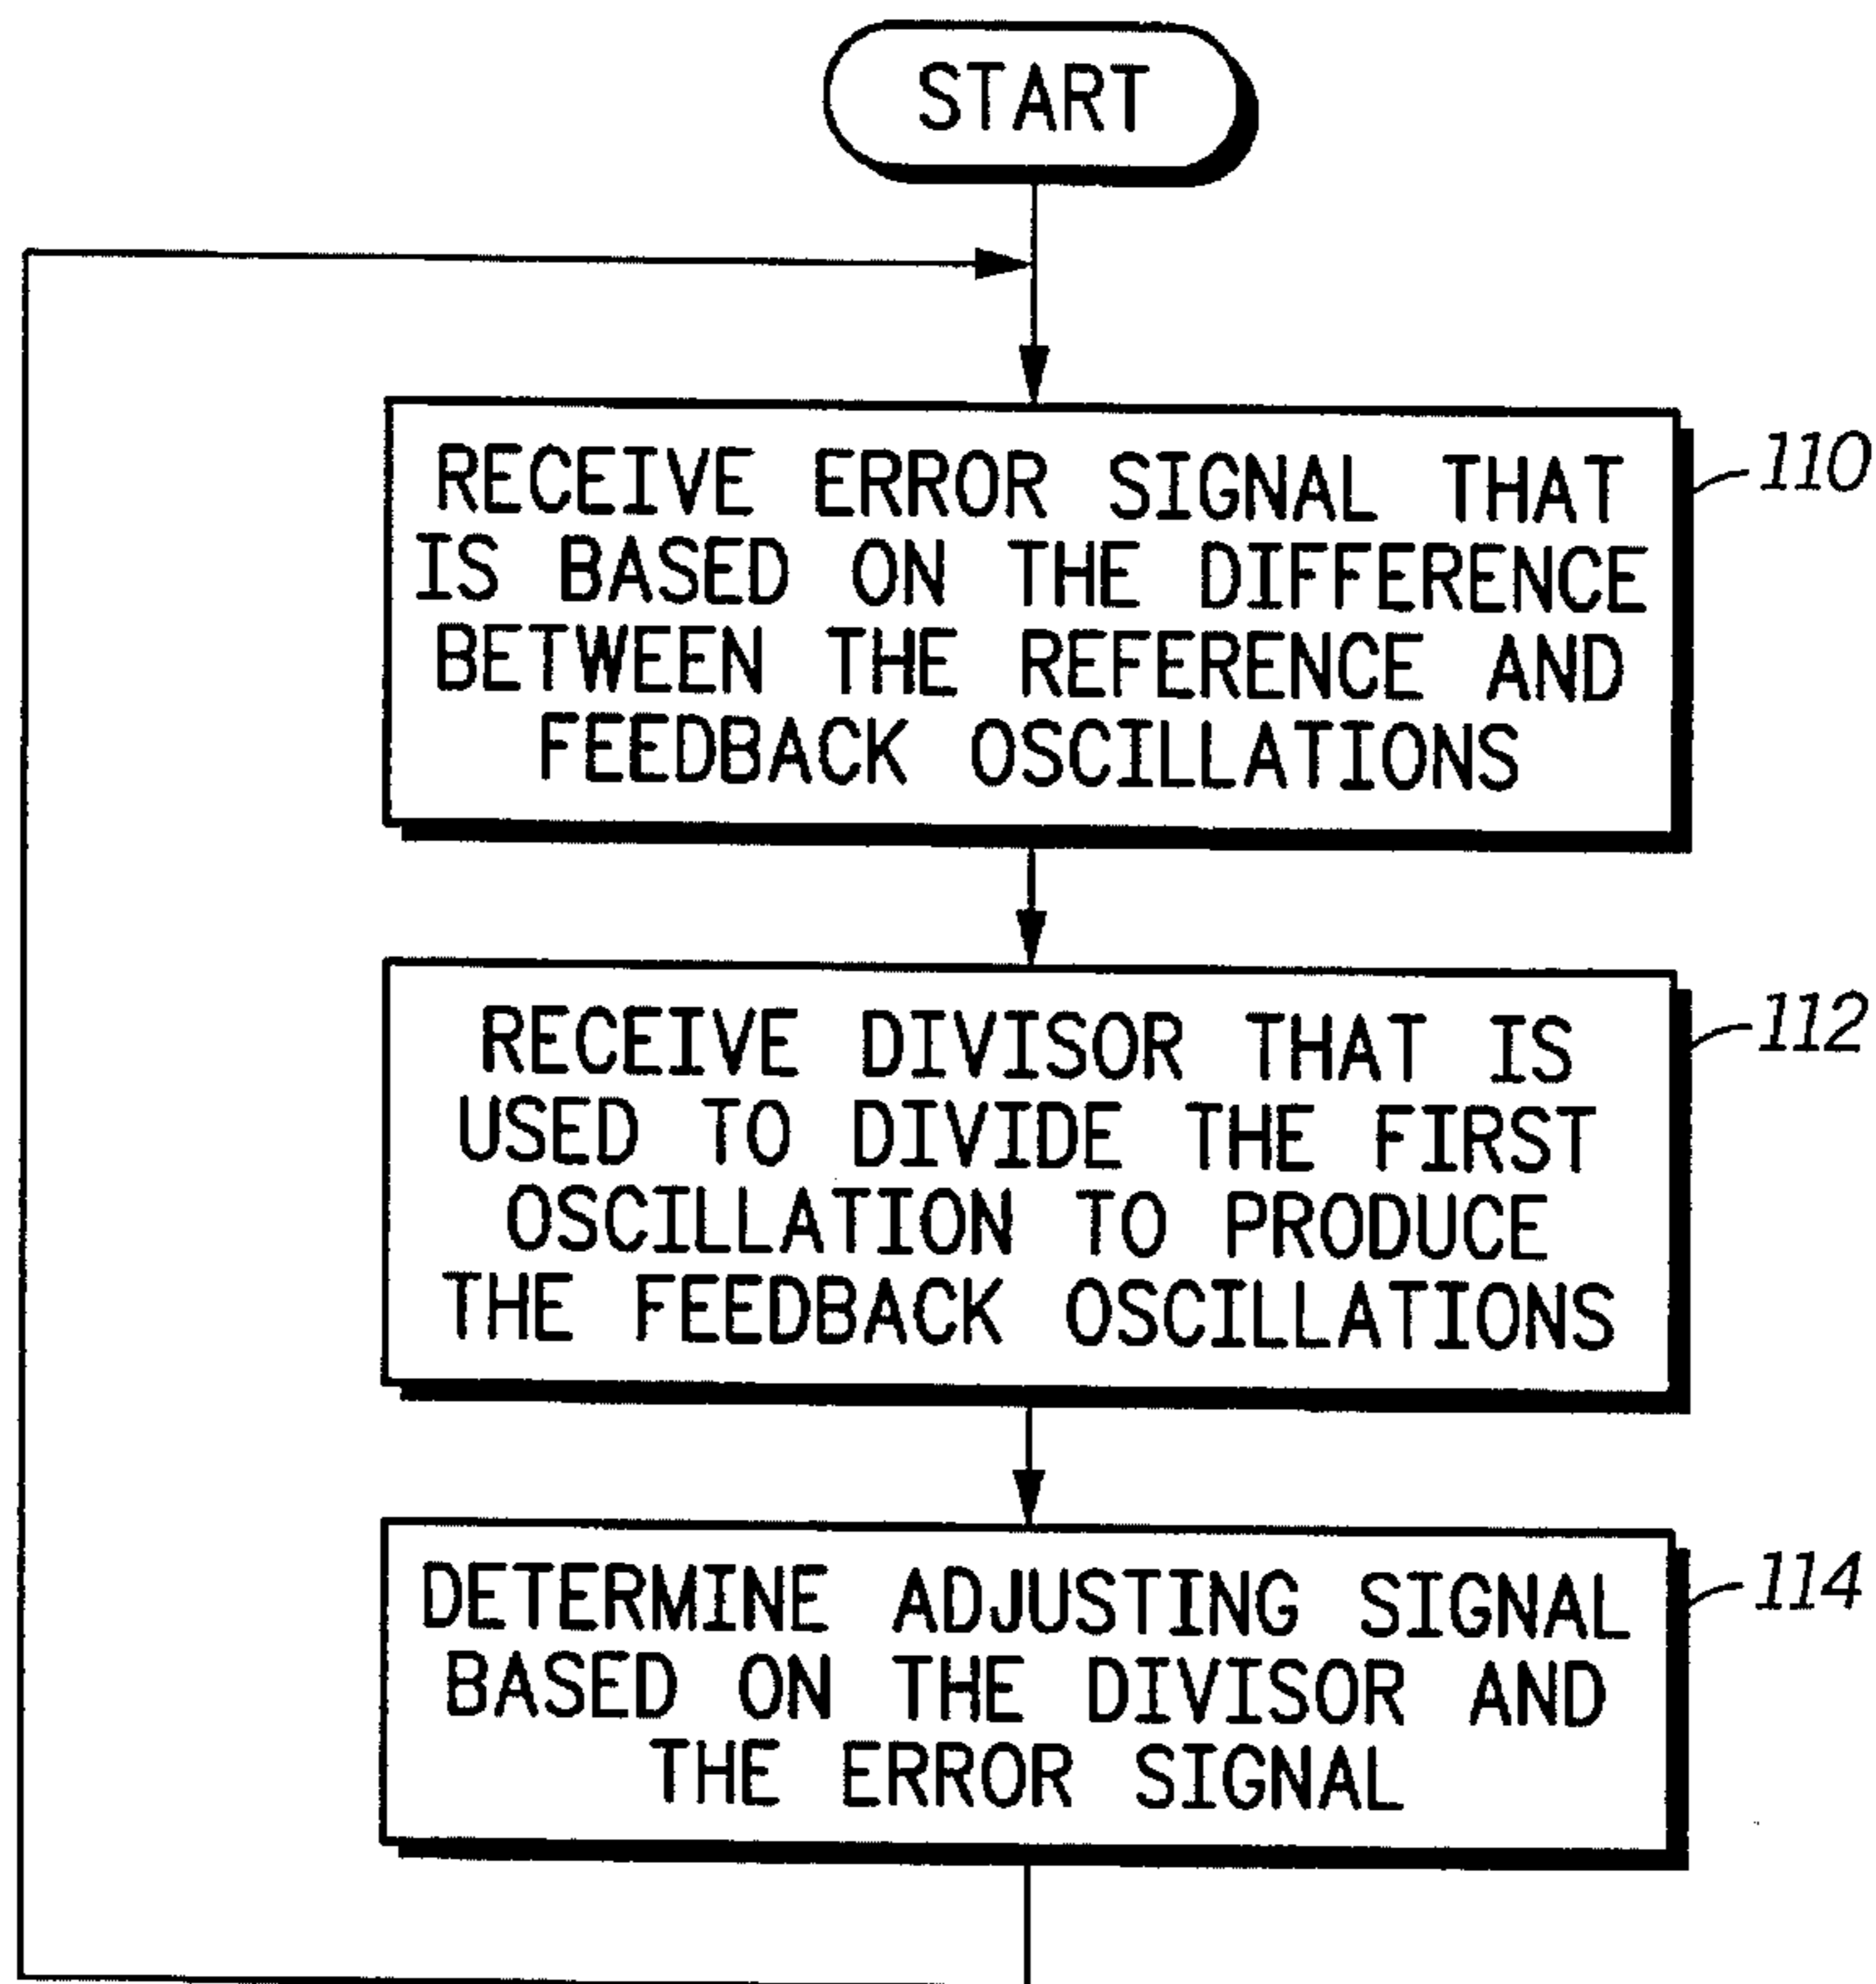 START
RECEIVE ERROR SIGNAL THAT
IS BASED ON THE DIFFERENCE
BETWEEN THE REFERENCE AND
FEEDBACK OSCILLATIONS
110
RECEIVE DIVISOR THAT IS
USED TO DIVIDE THE FIRST
OSCILLATION TO PRODUCE
THE FEEDBACK OSCILLATIONS
112
DETERMINE ADJUSTING SIGNAL
BASED ON THE DIVISOR AND
THE ERROR SIGNAL
114